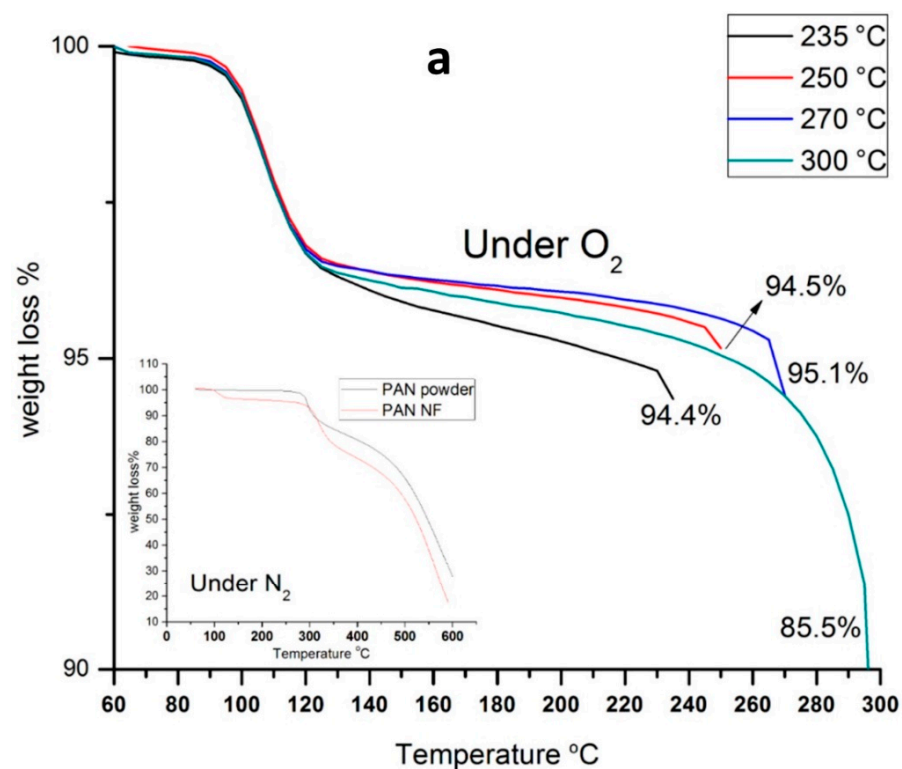 a
235 °C
250 °C
270 °C
300 °C
Under O2
94.5%
95.1%
94.4%
85.5%
weight loss %
100
95
90
60 80 100 120 140 160 180 200 220 240 260 280 300
Temperature °C
PAN powder
PAN NF
Under N2
weight loss%
110
100
90
80
70
60
50
40
30
20
10
0 100 200 300 400 500 600
Temperature °C